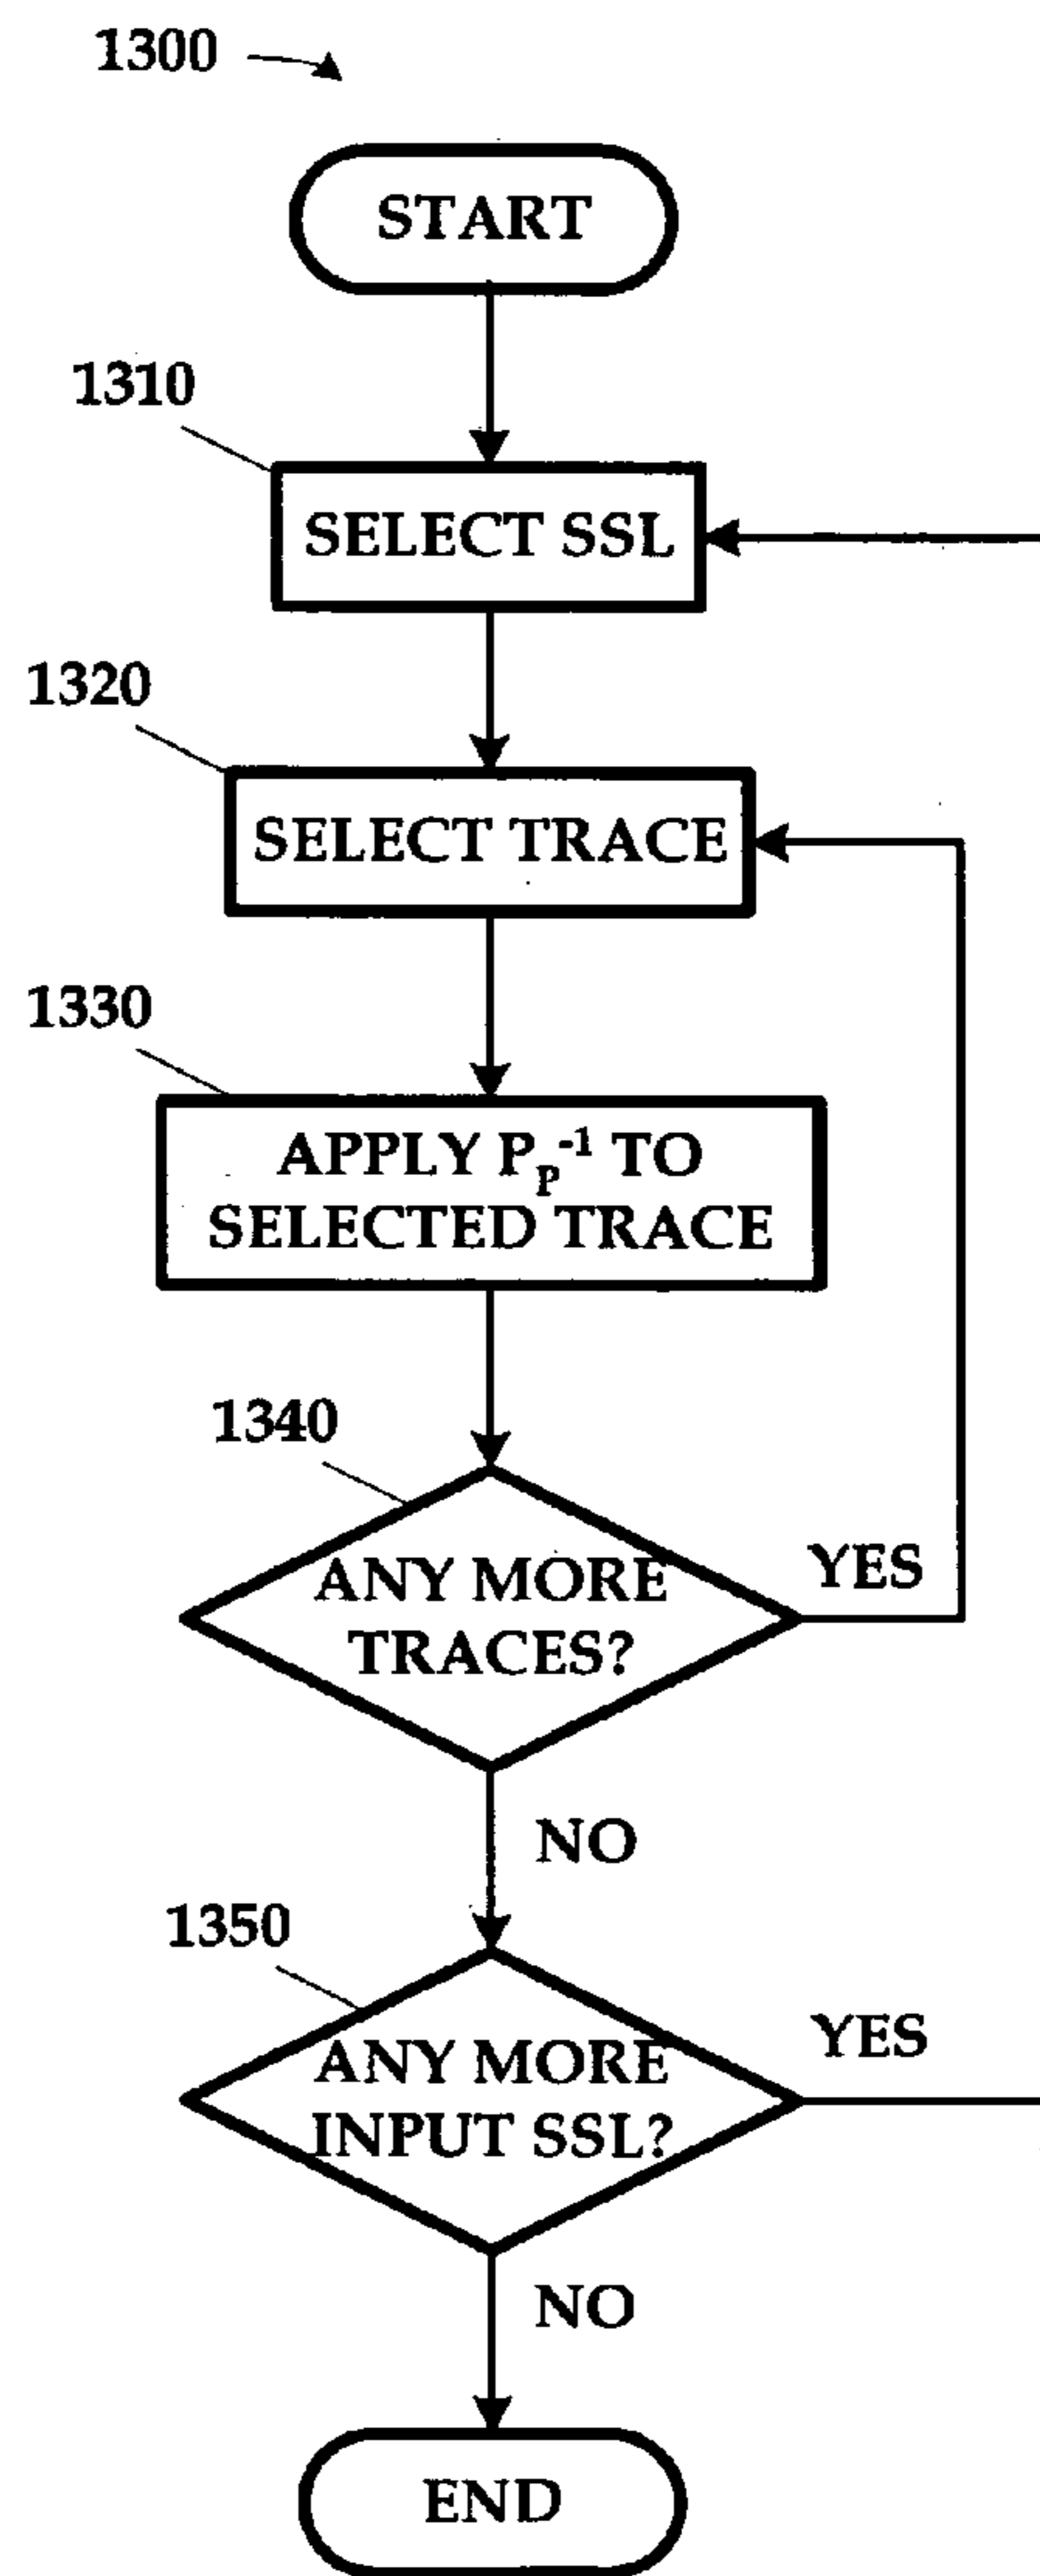 1300
START
1310
SELECT SSL
1320
SELECT TRACE
1330
APPLY P_P^-1 TO
SELECTED TRACE
1340
ANY MORE
TRACES?
YES
NO
1350
ANY MORE
INPUT SSL?
YES
NO
END